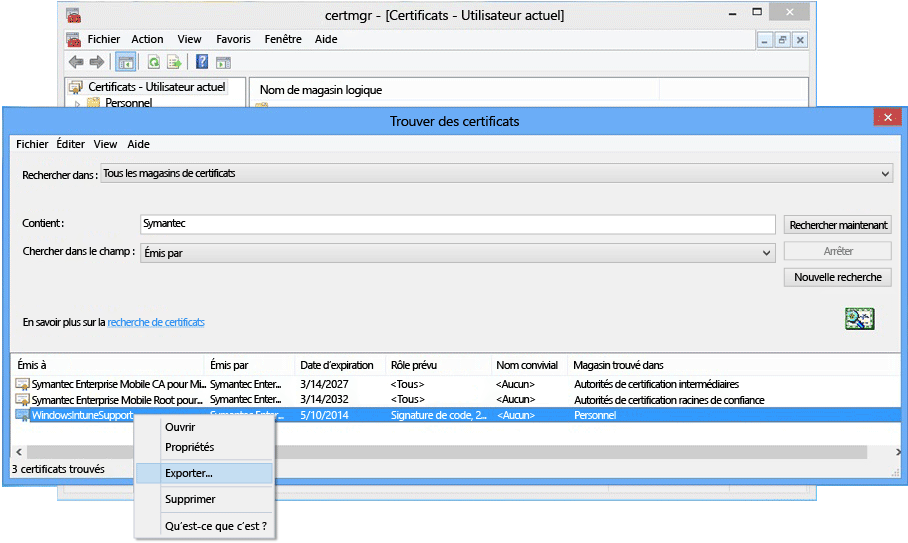 certmgr - [Certificats - Utilisateur actuel]
Fichier Action View Favoris Fenêtre Aide
Certificats - Utilisateur actuel
Nom de magasin logique
Personnel
Trouver des certificats
Fichier Éditer View Aide
Rechercher dans : Tous les magasins de certificats
Contient : Symantec Rechercher maintenant
Chercher dans le champ : Émis par Arrêter
Nouvelle recherche
En savoir plus sur la recherche de certificats
Émis à Émis par Date d'expiration Rôle prévu Nom convivial Magasin trouvé dans
Symantec Enterprise Mobile CA pour Mi... Symantec Enter... 3/14/2027 <Tous> <Aucun> Autorités de certification intermédiaires
Symantec Enterprise Mobile Root pour... Symantec Enter... 3/14/2032 <Tous> <Aucun> Autorités de certification racines de confiance
WindowsIntuneSupport Symantec Enter... 5/10/2014 Signature de code, 2... <Aucun> Personnel
Ouvrir
Propriétés
Exporter...
3 certificats trouvés
Supprimer
Qu'est-ce que c'est ?